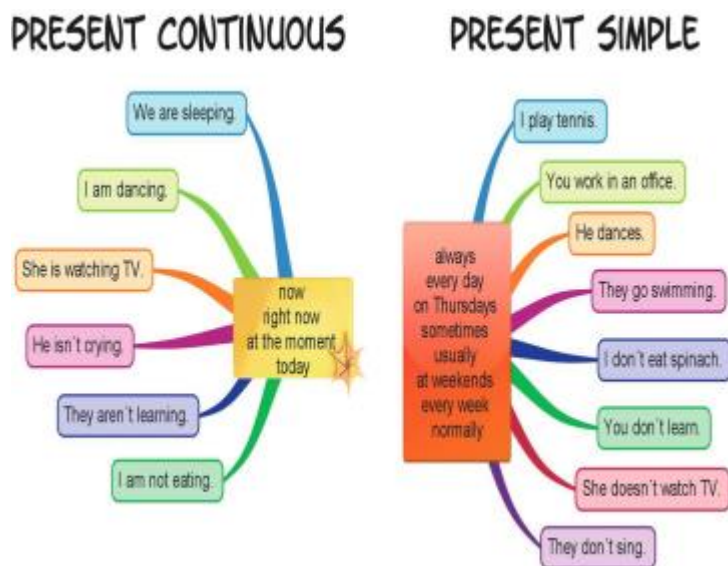 PRESENT CONTINUOUS
We are sleeping.
I am dancing.
She is watching TV.
He isn´t crying.
They aren´t learning.
I am not eating.
now
right now
at the moment
today
PRESENT SIMPLE
I play tennis.
You work in an office.
He dances.
They go swimming.
I don´t eat spinach.
You don´t learn.
She doesn´t watch TV.
They don´t sing.
always
every day
on Thursdays
sometimes
usually
at weekends
every week
normally